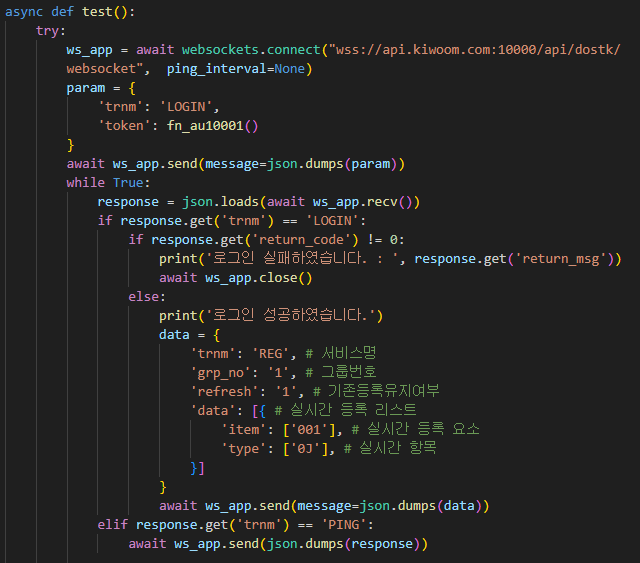 async def test():
    try:
        ws_app = await websockets.connect("wss://api.kiwoom.com:10000/api/dostk/
        websocket",  ping_interval=None)
        param = {
            'trnm': 'LOGIN',
            'token': fn_au10001()
        }
        await ws_app.send(message=json.dumps(param))
        while True:
            response = json.loads(await ws_app.recv())
            if response.get('trnm') == 'LOGIN':
                if response.get('return_code') != 0:
                    print('로그인 실패하였습니다. : ', response.get('return_msg'))
                    await ws_app.close()
                else:
                    print('로그인 성공하였습니다.')
                    data = {
                        'trnm': 'REG', # 서비스명
                        'grp_no': '1', # 그룹번호
                        'refresh': '1', # 기존등록유지여부
                        'data': [{ # 실시간 등록 리스트
                            'item': ['001'], # 실시간 등록 요소
                            'type': ['0J'], # 실시간 항목
                        }]
                    }
                    await ws_app.send(message=json.dumps(data))
            elif response.get('trnm') == 'PING':
                await ws_app.send(json.dumps(response))